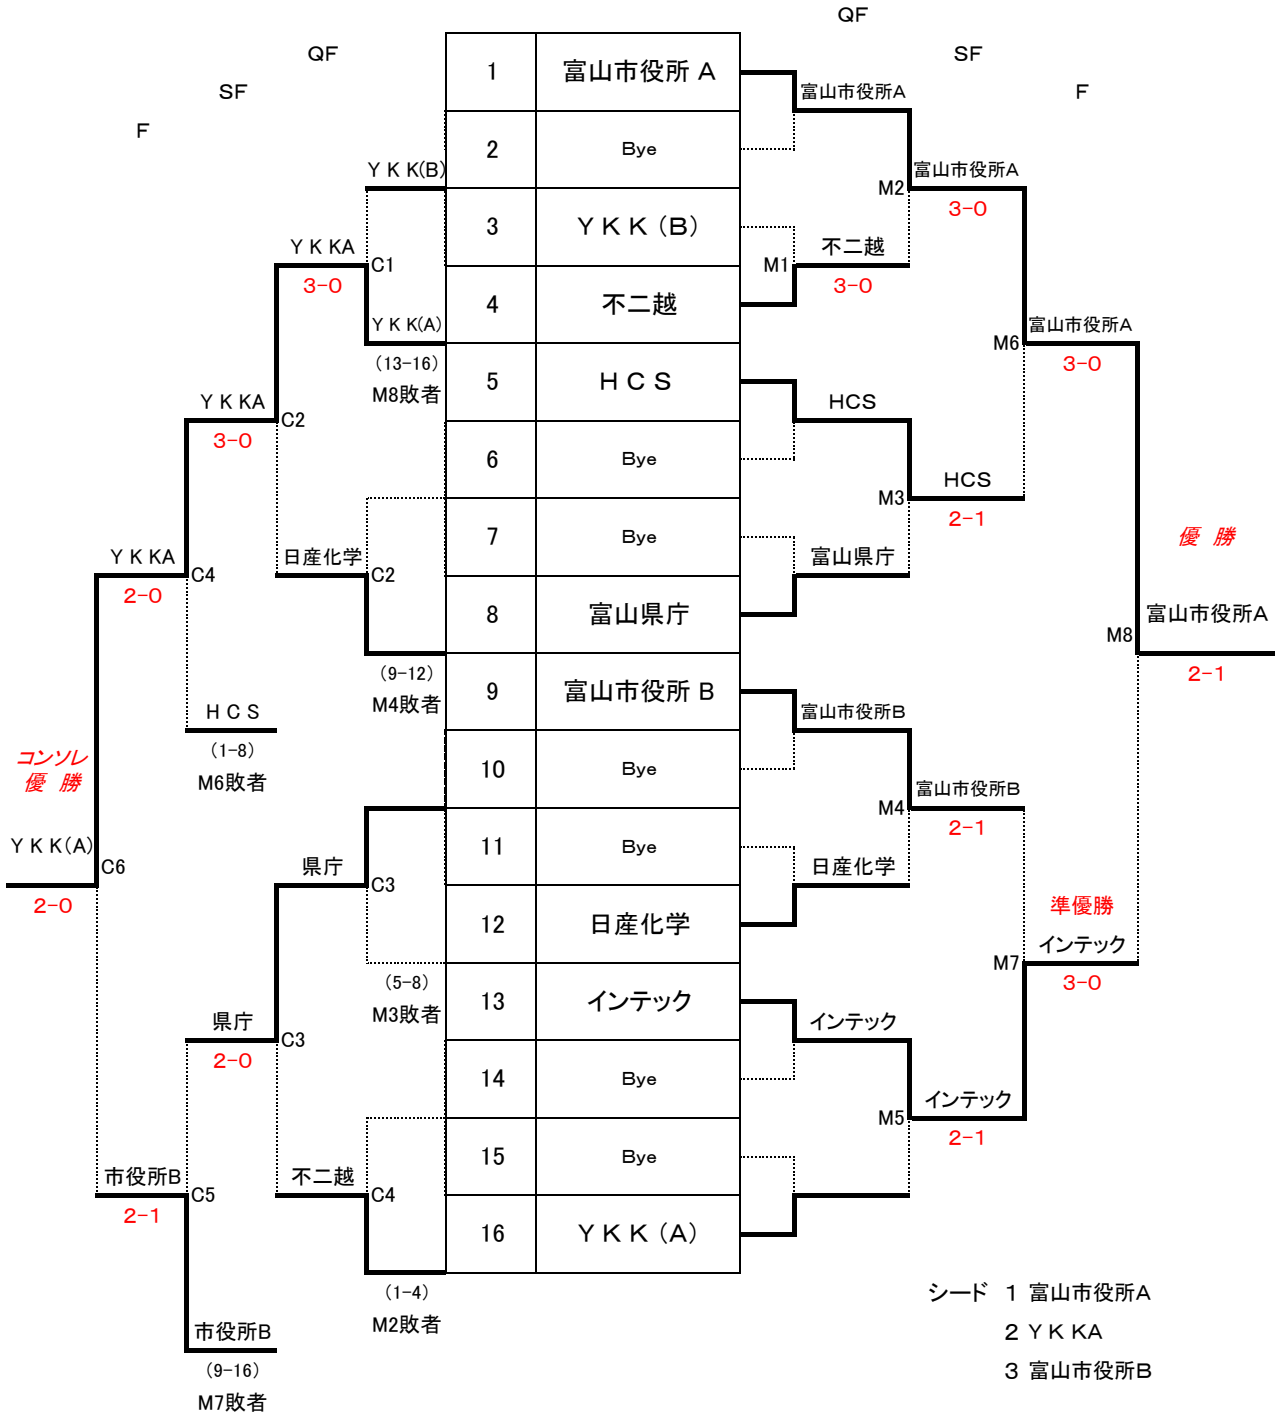 QF
QF
SF
SF
F
F
1 富山市役所 A
2 Bye
3 ＹＫＫ（Ｂ）
4 不二越
5 ＨＣＳ
6 Bye
7 Bye
8 富山県庁
9 富山市役所 B
10 Bye
11 Bye
12 日産化学
13 インテック
14 Bye
15 Bye
16 ＹＫＫ（Ａ）
ＹＫＫ(B)
C1
ＹＫＫ(A)
(13-16)
M8敗者
ＹＫＫA
3-0
ＹＫＫA
3-0
C2
日産化学
C2
(9-12)
M4敗者
ＹＫＫA
2-0
C4
ＨＣＳ
(1-8)
M6敗者
コンソレ
優 勝
ＹＫＫ(A)
2-0
C6
県庁
C3
(5-8)
M3敗者
県庁
2-0
C3
市役所B
2-1
C5
不二越
C4
(1-4)
M2敗者
市役所B
(9-16)
M7敗者
富山市役所A
M2
富山市役所A
3-0
M1
不二越
3-0
M6
富山市役所A
3-0
HCS
M3
HCS
2-1
富山県庁
優 勝
M8
富山市役所A
2-1
富山市役所B
M4
富山市役所B
2-1
日産化学
準優勝
M7
インテック
3-0
インテック
M5
インテック
2-1
シード 1 富山市役所A
2 ＹＫＫA
3 富山市役所B